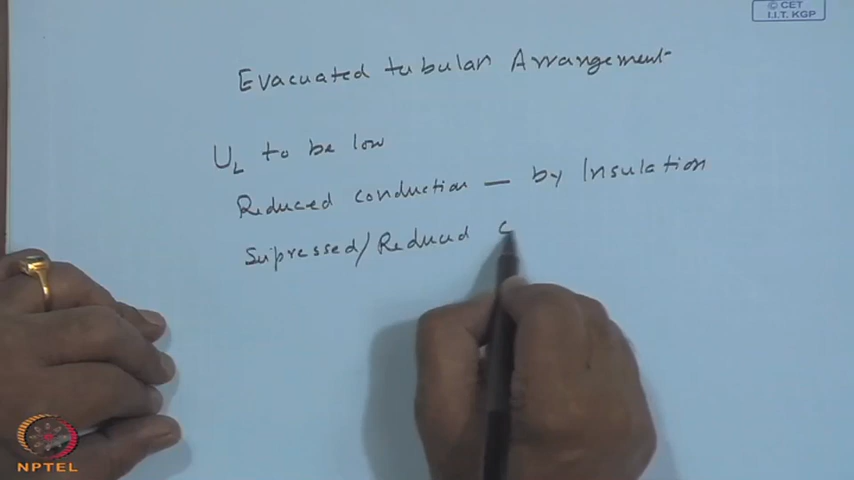 © CET
I.I.T. KGP
Evacuated tubular Arrangement
UL to be low
Reduced conduction — by Insulation
Supressed/Reduced c
NPTEL